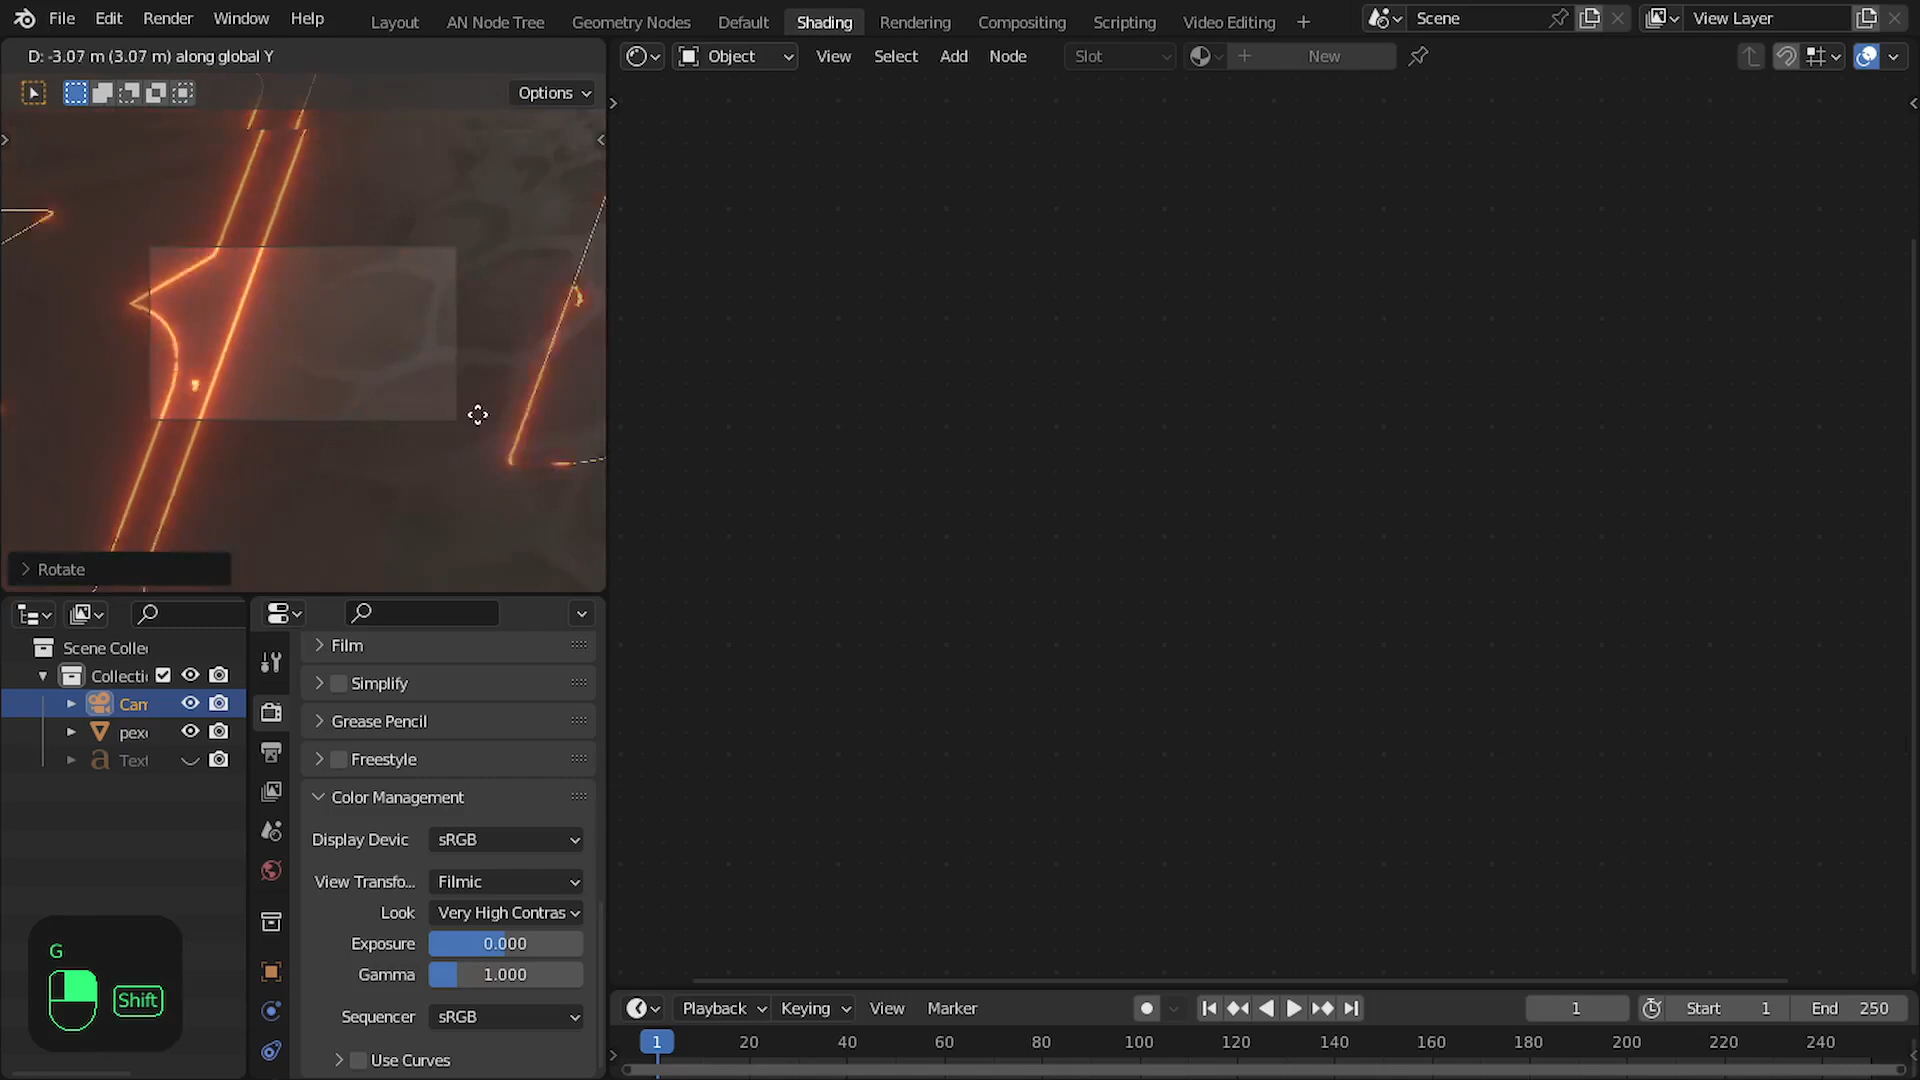 File Edit Render Window Help
Layout AN Node Tree Geometry Nodes Default Shading Rendering Compositing Scripting Video Editing +
Scene
View Layer
D: -3.07 m (3.07 m) along global Y
Object View Select Add Node Slot New
Options
Rotate
Scene Colle
Collecti
Cam
pex
Text
Film
Simplify
Grease Pencil
Freestyle
Color Management
Display Devic sRGB
View Transfo... Filmic
Look Very High Contras
Exposure 0.000
Gamma 1.000
Sequencer sRGB
Use Curves
G
Shift
Playback Keying View Marker
1 Start 1 End 250
1 20 40 60 80 100 120 140 160 180 200 220 240